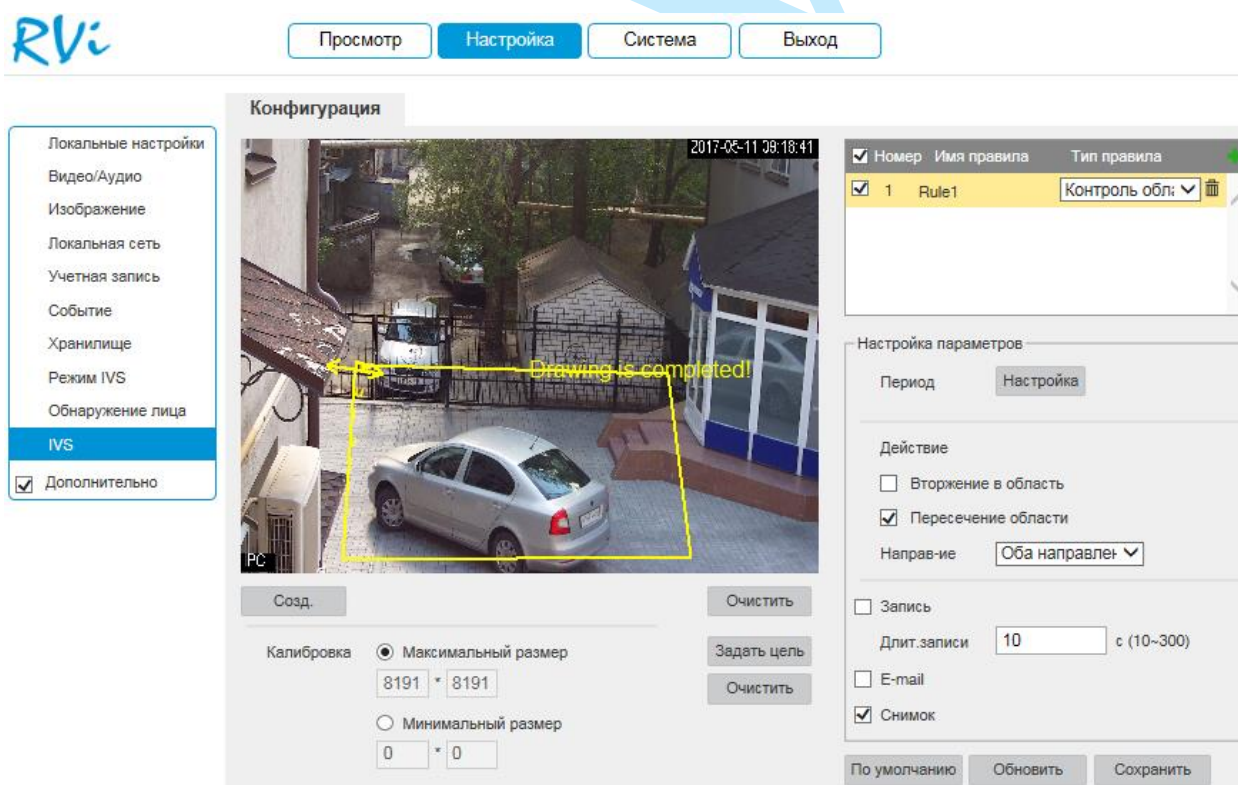 RVi
Просмотр Настройка Система Выход
Конфигурация
Локальные настройки
Видео/Аудио
Изображение
Локальная сеть
Учетная запись
Событие
Хранилище
Режим IVS
Обнаружение лица
IVS
Дополнительно
2017-05-11 09:18:41
Drawing is completed!
IPC
Созд. Очистить
Калибровка Максимальный размер Задать цель
8191 * 8191 Очистить
Минимальный размер
0 * 0
Номер Имя правила Тип правила
1 Rule1 Контроль обла
Настройка параметров
Период Настройка
Действие
Вторжение в область
Пересечение области
Направ-ие Оба направлен
Запись
Длит.записи 10 с (10~300)
E-mail
Снимок
По умолчанию Обновить Сохранить